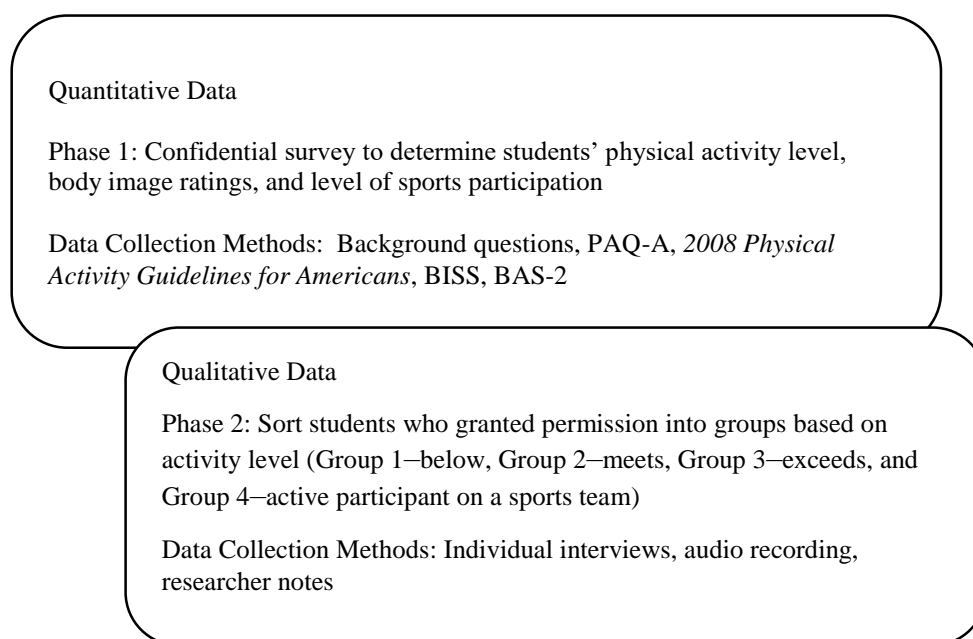 Quantitative Data
Phase 1: Confidential survey to determine students’ physical activity level,
body image ratings, and level of sports participation
Data Collection Methods:  Background questions, PAQ-A, 2008 Physical
Activity Guidelines for Americans, BISS, BAS-2
Qualitative Data
Phase 2: Sort students who granted permission into groups based on
activity level (Group 1–below, Group 2–meets, Group 3–exceeds, and
Group 4–active participant on a sports team)
Data Collection Methods: Individual interviews, audio recording,
researcher notes